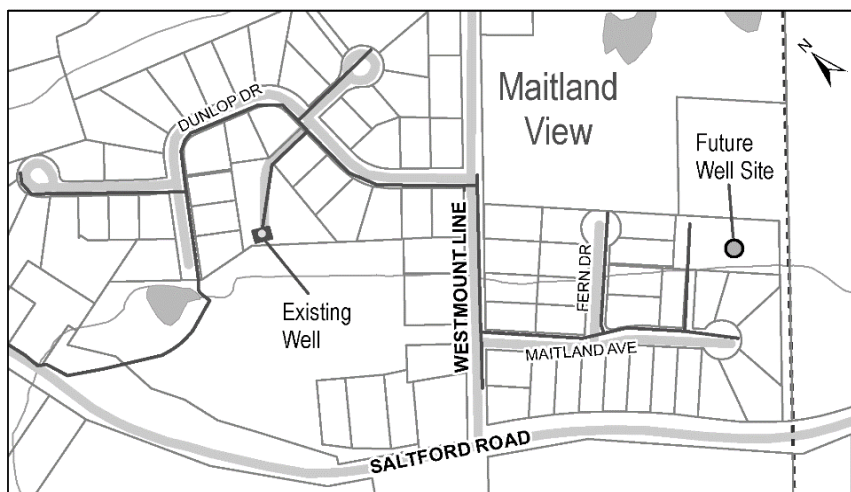 N
Maitland
View
DUNLOP DR
Future
Well Site
WESTMOUNT LINE
FERN DR
Existing
Well
MAITLAND AVE
SALTFORD ROAD